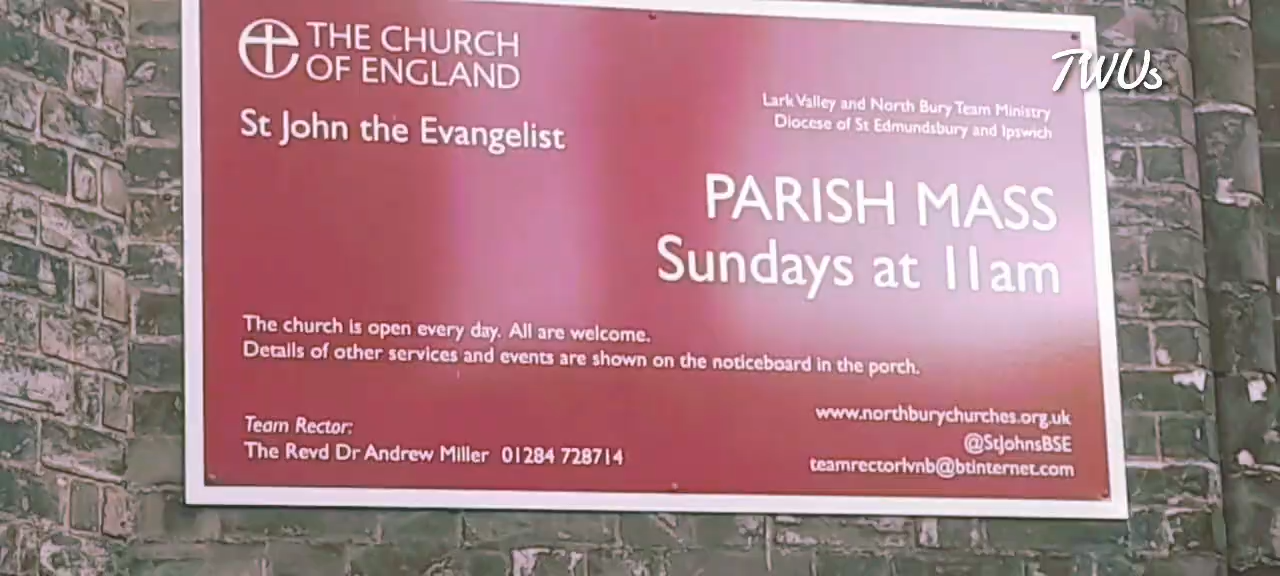 THE CHURCH
OF ENGLAND
St John the Evangelist
TWUs
Lark Valley and North Bury Team Ministry
Diocese of St Edmundsbury and Ipswich
PARISH MASS
Sundays at 11am
The church is open every day. All are welcome.
Details of other services and events are shown on the noticeboard in the porch.
Team Rector:
The Revd Dr Andrew Miller 01284 728714
www.northburychurches.org.uk
@StJohnsBSE
teamrectorlvnb@btinternet.com